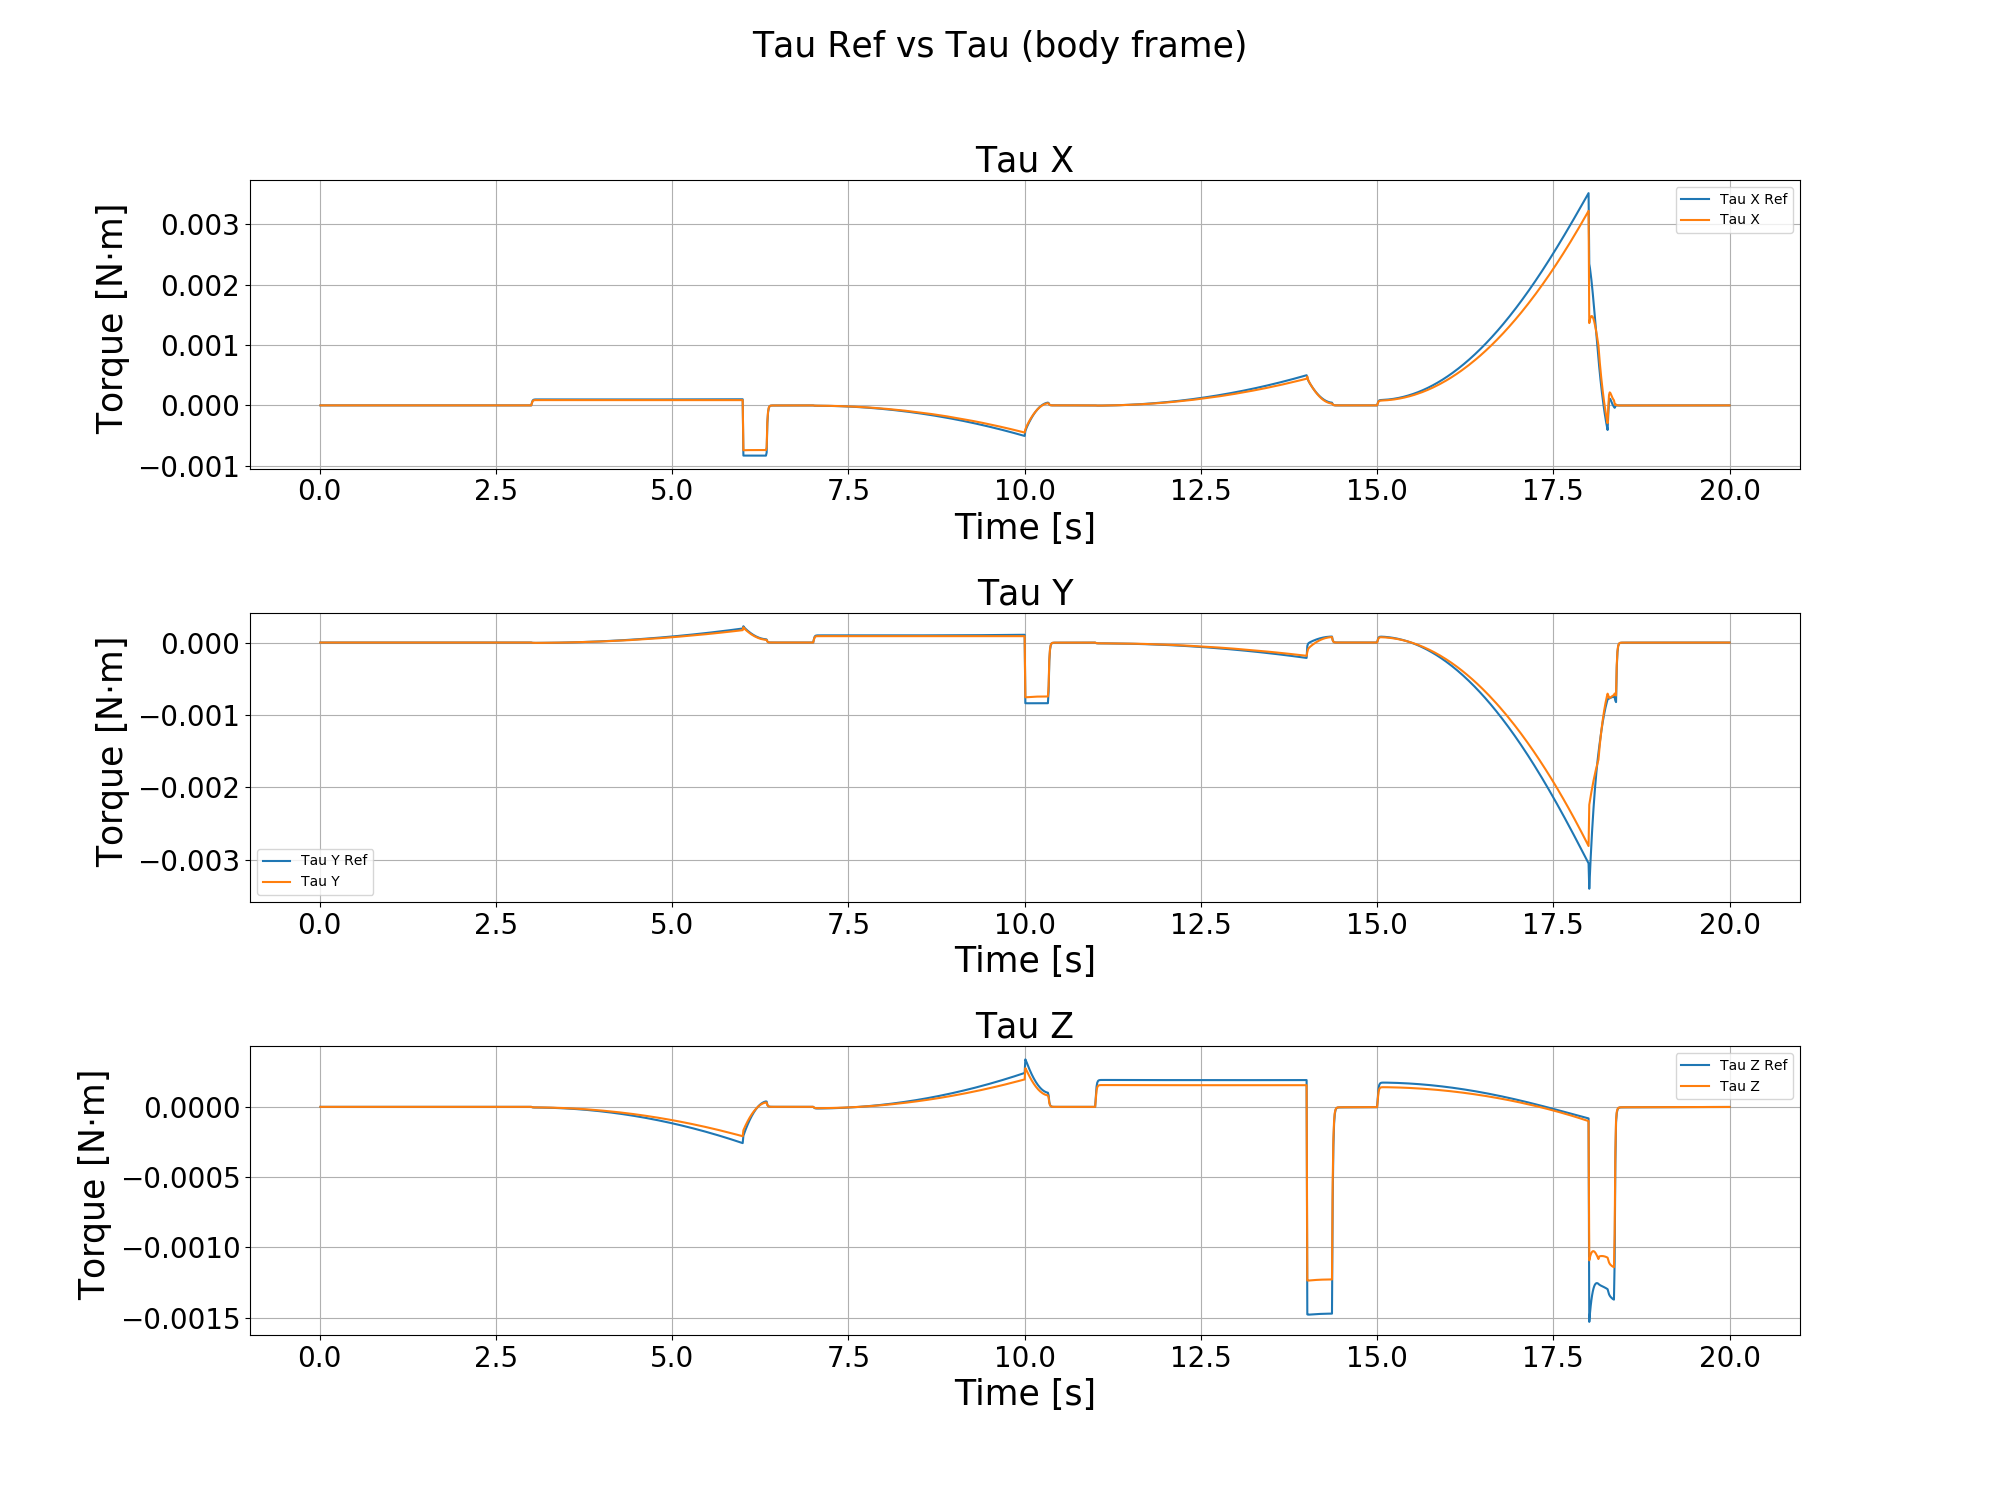 Tau Ref vs Tau (body frame)
Tau X
Torque [N·m]
0.003
0.002
0.001
0.000
−0.001
Tau X Ref
Tau X
0.0 2.5 5.0 7.5 10.0 12.5 15.0 17.5 20.0
Time [s]
Tau Y
Torque [N·m]
0.000
−0.001
−0.002
−0.003
Tau Y Ref
Tau Y
0.0 2.5 5.0 7.5 10.0 12.5 15.0 17.5 20.0
Time [s]
Tau Z
Torque [N·m]
0.0000
−0.0005
−0.0010
−0.0015
Tau Z Ref
Tau Z
0.0 2.5 5.0 7.5 10.0 12.5 15.0 17.5 20.0
Time [s]